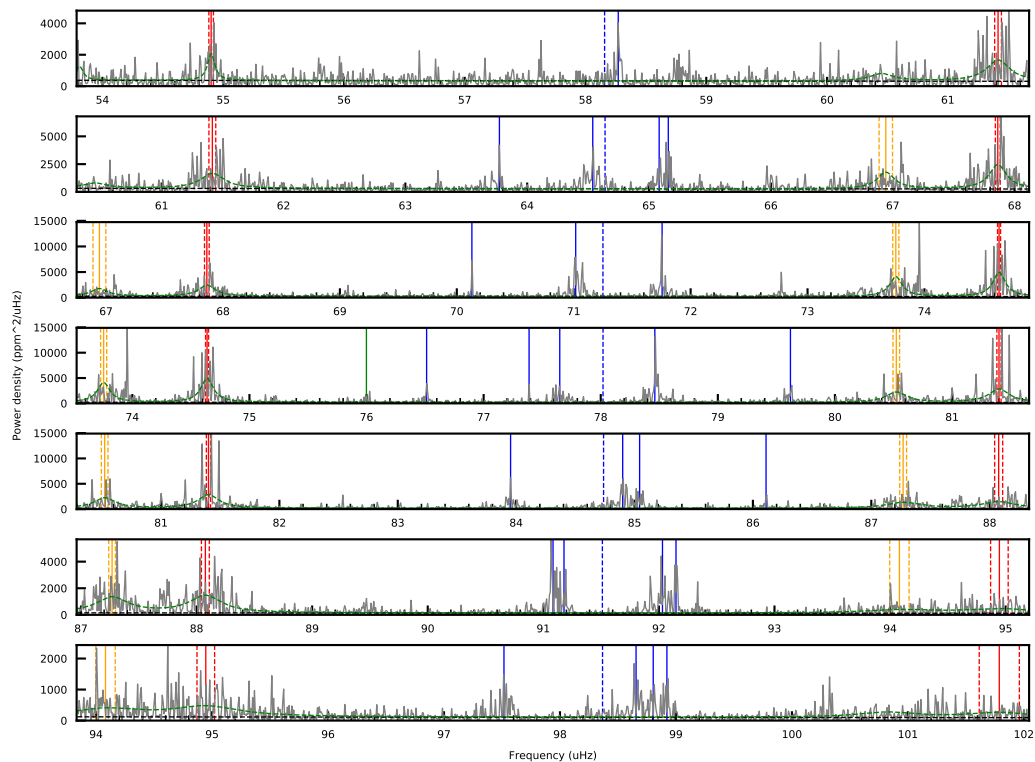 4000
2000
0
54 55 56 57 58 59 60 61
5000
2500
0
61 62 63 64 65 66 67 68
15000
10000
5000
0
67 68 69 70 71 72 73 74
Power density (ppm^2/uHz)
15000
10000
5000
0
74 75 76 77 78 79 80 81
15000
10000
5000
0
81 82 83 84 85 86 87 88
4000
2000
0
87 88 89 90 91 92 93 94 95
2000
1000
0
94 95 96 97 98 99 100 101 102
Frequency (uHz)